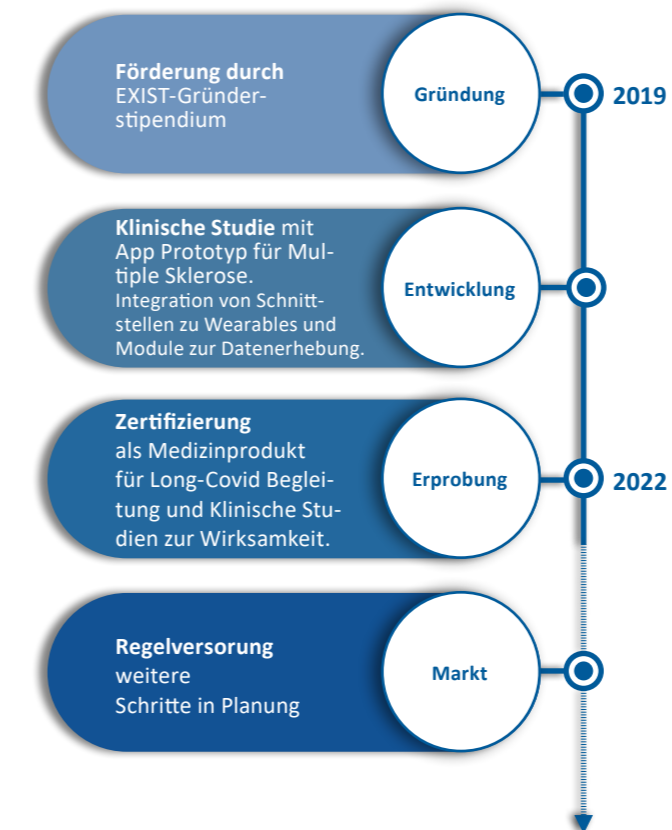 Förderung durch
EXIST-Gründer-
stipendium
Gründung
2019
Klinische Studie mit
App Prototyp für Mul-
tiple Sklerose.
Integration von Schnitt-
stellen zu Wearables und
Module zur Datenerhebung.
Entwicklung
Zertifizierung
als Medizinprodukt
für Long-Covid Beglei-
tung und Klinische Stu-
dien zur Wirksamkeit.
Erprobung
2022
Regelversorung
weitere
Schritte in Planung
Markt